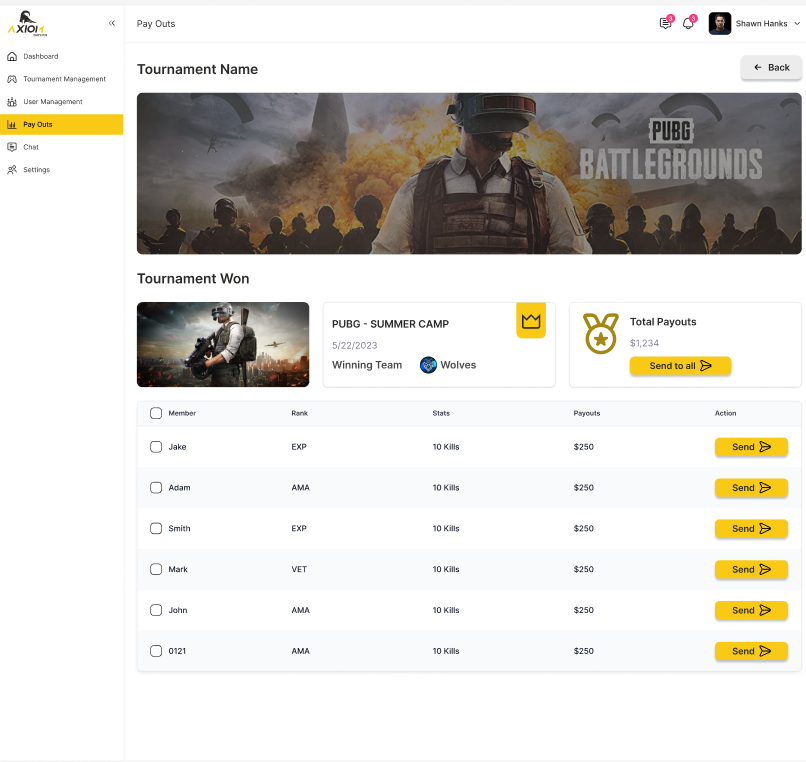 AXIOM
Pay Outs
Shawn Hanks
Dashboard
Tournament Management
User Management
Pay Outs
Chat
Settings
Tournament Name
Back
PUBG
BATTLEGROUNDS
Tournament Won
PUBG - SUMMER CAMP
5/22/2023
Winning Team Wolves
Total Payouts
$1,234
Send to all
Member Rank Stats Payouts Action
Jake EXP 10 Kills $250 Send
Adam AMA 10 Kills $250 Send
Smith EXP 10 Kills $250 Send
Mark VET 10 Kills $250 Send
John AMA 10 Kills $250 Send
0121 AMA 10 Kills $250 Send